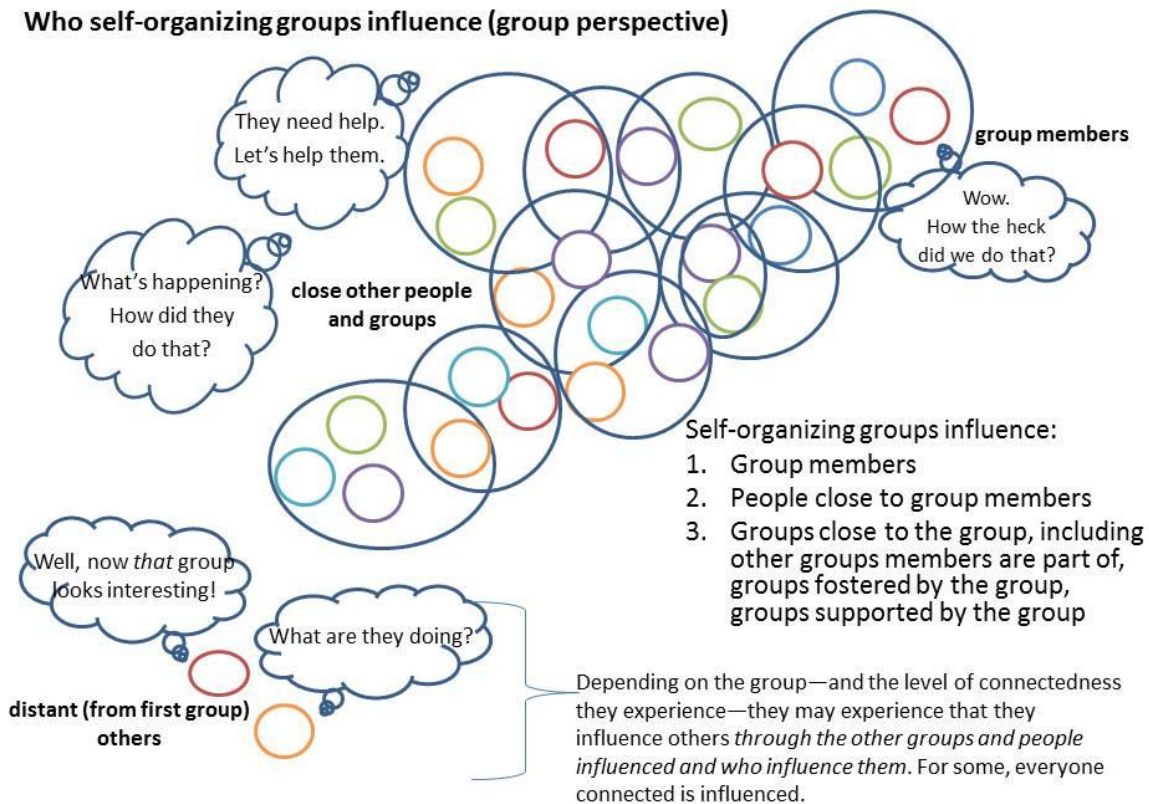 Who self-organizing groups influence (group perspective)
They need help.
Let's help them.
group members
Wow.
How the heck
did we do that?
What's happening?
How did they
do that?
close other people
and groups
Self-organizing groups influence:
1. Group members
2. People close to group members
3. Groups close to the group, including
other groups members are part of,
groups fostered by the group,
groups supported by the group
Well, now that group
looks interesting!
What are they doing?
distant (from first group)
others
Depending on the group—and the level of connectedness
they experience—they may experience that they
influence others through the other groups and people
influenced and who influence them. For some, everyone
connected is influenced.